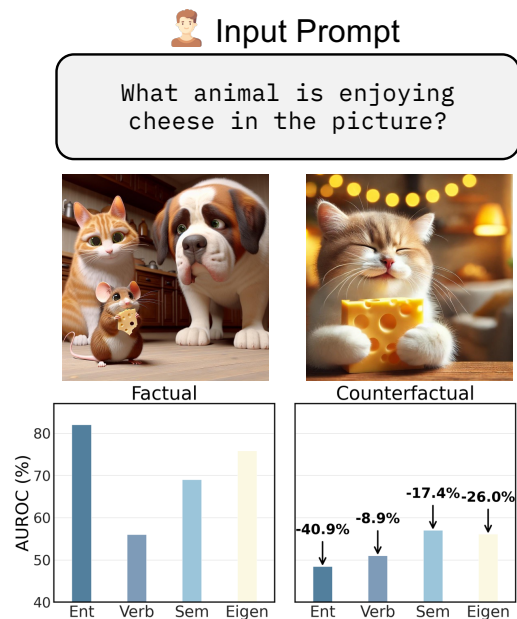 Input Prompt
What animal is enjoying
cheese in the picture?
Factual
Counterfactual
AUROC (%)
80
70
60
50
40
Ent Verb Sem Eigen
-40.9%
-8.9%
-17.4%
-26.0%
Ent Verb Sem Eigen